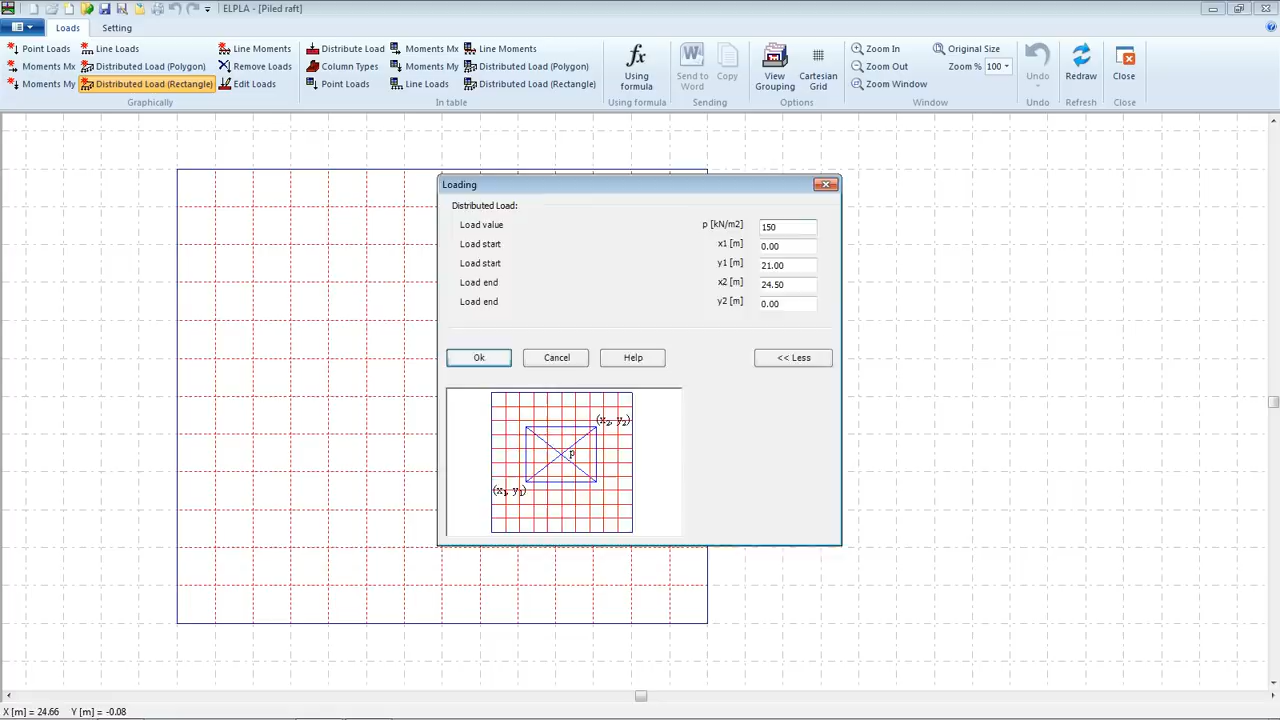 ELPLA - [Piled raft]
Loads Setting
Point Loads Line Loads Line Moments Distribute Load Moments Mx Line Moments Zoom In Original Size
Moments Mx Distributed Load (Polygon) Remove Loads Column Types Moments My Distributed Load (Polygon) Zoom Out Zoom % 100
Moments My Distributed Load (Rectangle) Edit Loads Point Loads Line Loads Distributed Load (Rectangle) Zoom Window
Using formula Send to Word Copy View Grouping Cartesian Grid Undo Redraw Close
Graphically In table Using formula Sending Options Window Undo Refresh Close
Loading
Distributed Load:
Load value p [kN/m2] 150
Load start x1 [m] 0.00
Load start y1 [m] 21.00
Load end x2 [m] 24.50
Load end y2 [m] 0.00
Ok Cancel Help << Less
(x2, y2)
p
(x1, y1)
X [m] = 24.66 Y [m] = -0.08